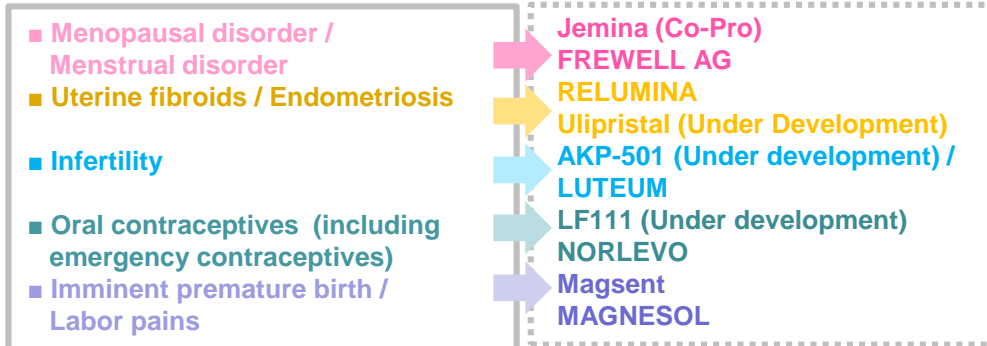 ■ Menopausal disorder /
Menstrual disorder
■ Uterine fibroids / Endometriosis
■ Infertility
■ Oral contraceptives (including
emergency contraceptives)
■ Imminent premature birth /
Labor pains
Jemina (Co-Pro)
FREWELL AG
RELUMINA
Ulipristal (Under Development)
AKP-501 (Under development) /
LUTEUM
LF111 (Under development)
NORLEVO
Magsent
MAGNESOL